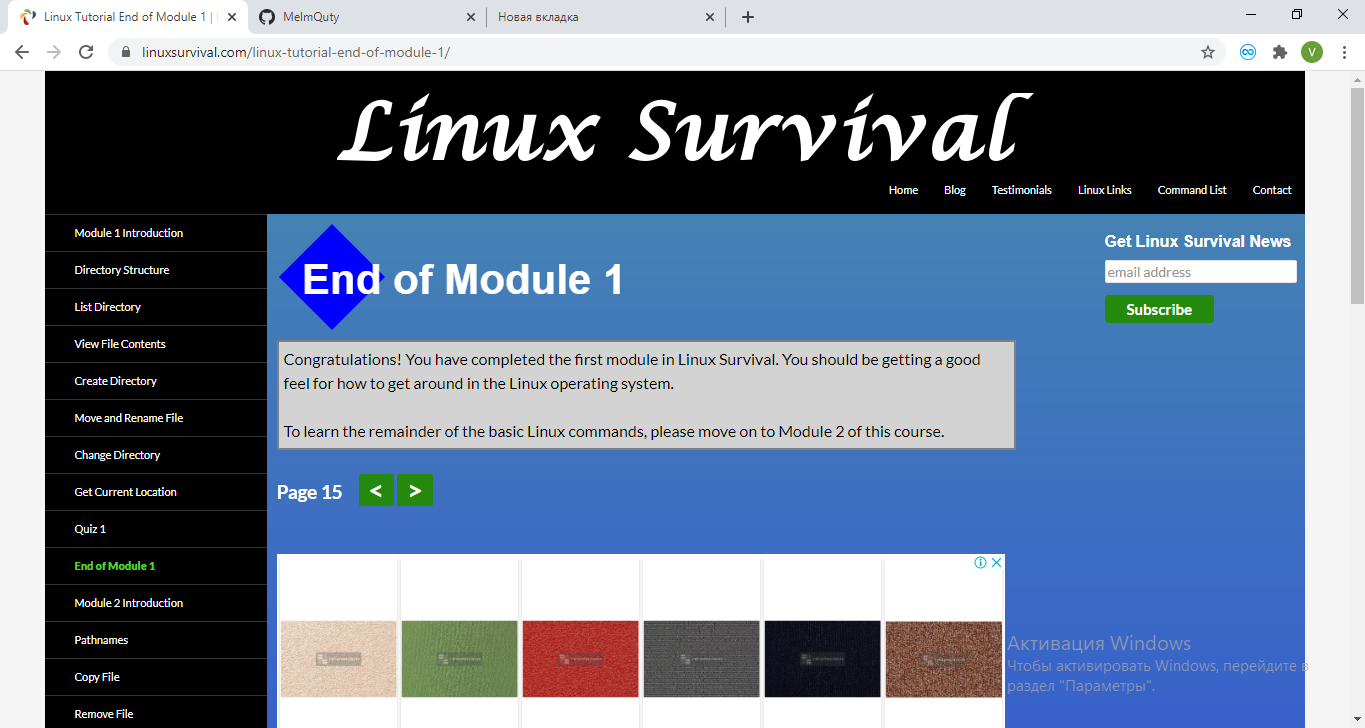 Linux Tutorial End of Module 1 |
MelmQuty
Новая вкладка
linuxsurvival.com/linux-tutorial-end-of-module-1/
V
Linux Survival
Home Blog Testimonials Linux Links Command List Contact
Module 1 Introduction
Directory Structure
List Directory
View File Contents
Create Directory
Move and Rename File
Change Directory
Get Current Location
Quiz 1
End of Module 1
Module 2 Introduction
Pathnames
Copy File
Remove File
End of Module 1
Congratulations! You have completed the first module in Linux Survival. You should be getting a good
feel for how to get around in the Linux operating system.
To learn the remainder of the basic Linux commands, please move on to Module 2 of this course.
Page 15 < >
Get Linux Survival News
email address
Subscribe
Активация Windows
Чтобы активировать Windows, перейдите в
раздел "Параметры".